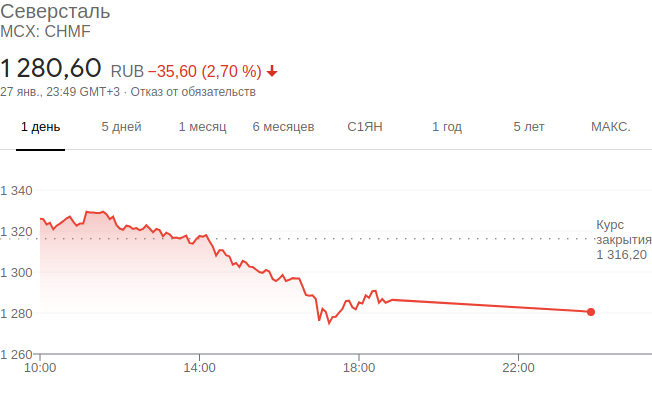 Северсталь
MCX: CHMF
1 280,60 RUB −35,60 (2,70 %)
27 янв., 23:49 GMT+3 · Отказ от обязательств
1 день 5 дней 1 месяц 6 месяцев С1ЯН 1 год 5 лет МАКС.
1 340
1 320
1 300
1 280
1 260
Курс
закрытия
1 316,20
10:00 14:00 18:00 22:00